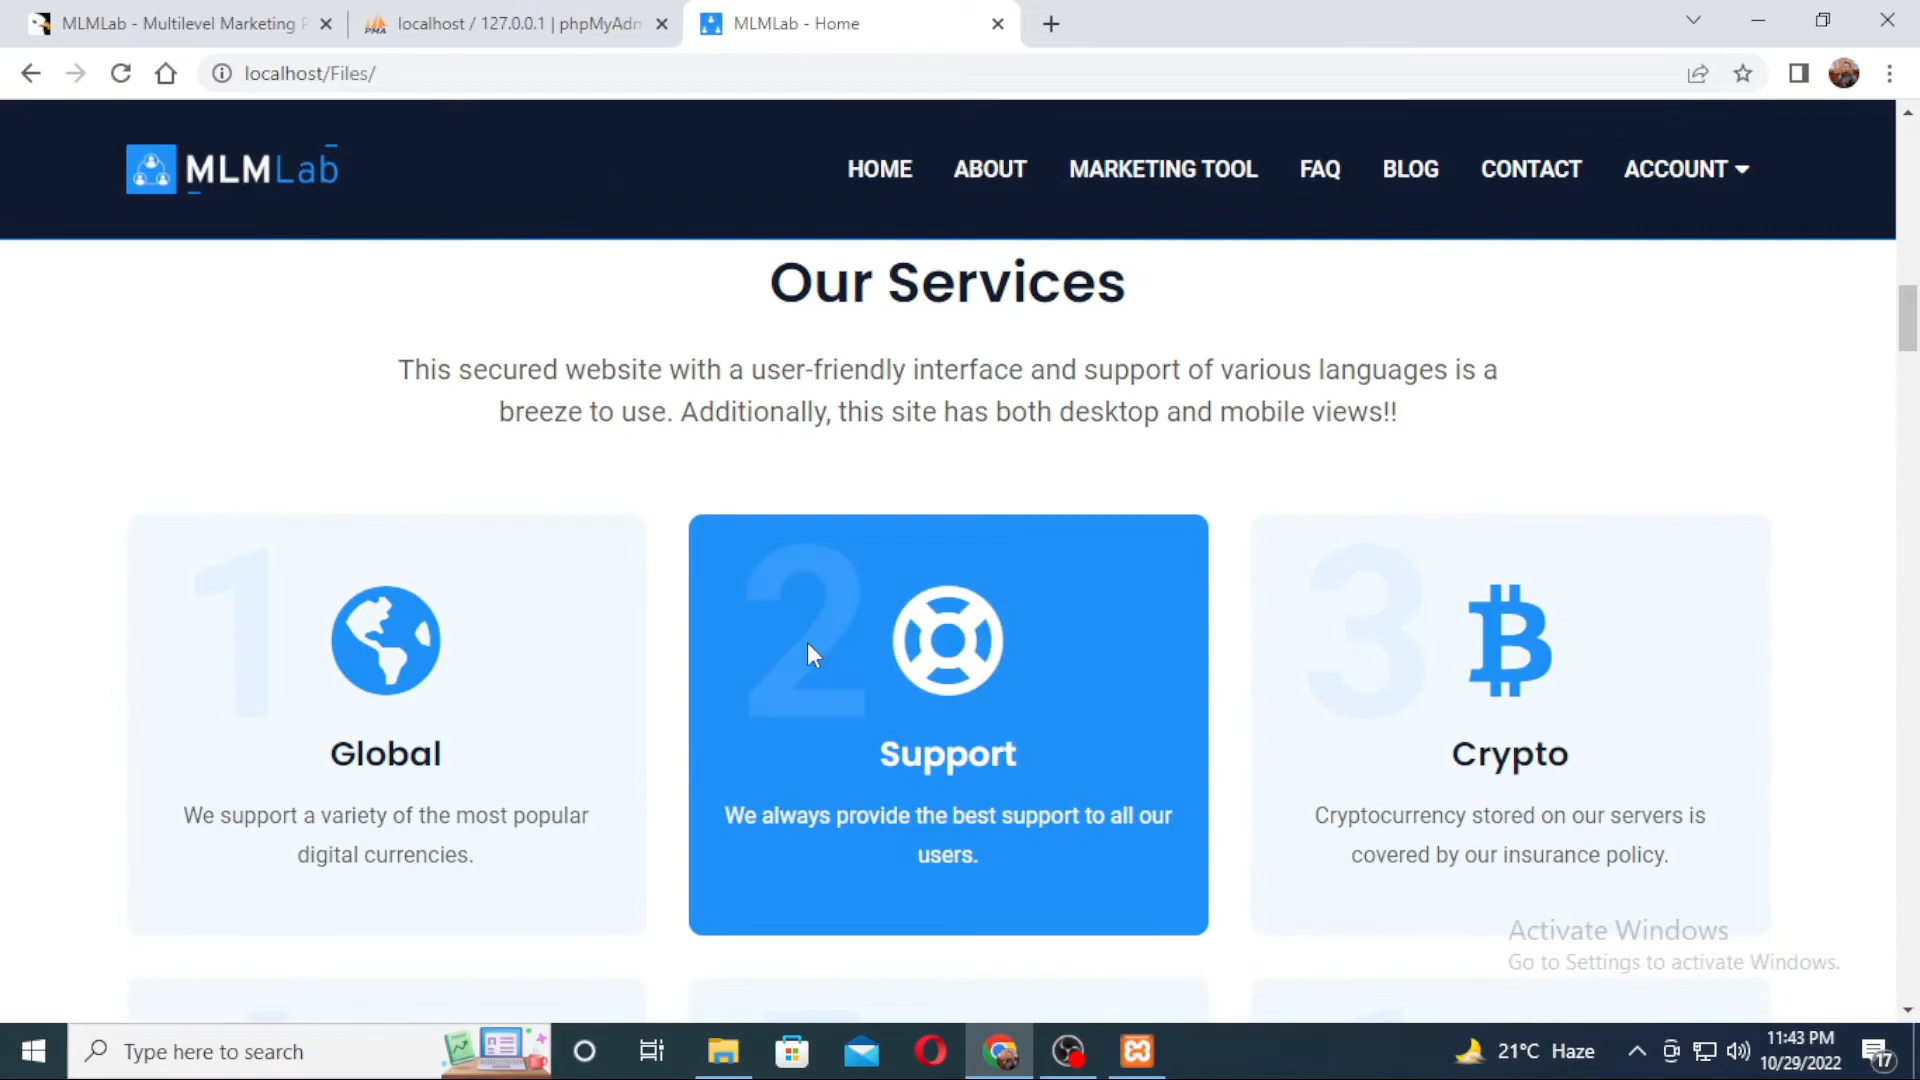 MLMLab - Multilevel Marketing P
localhost / 127.0.0.1 | phpMyAdm
PMA
MLMLab - Home
localhost/Files/
MLMLab
HOME
ABOUT
MARKETING TOOL
FAQ
BLOG
CONTACT
ACCOUNT
Our Services
This secured website with a user-friendly interface and support of various languages is a
breeze to use. Additionally, this site has both desktop and mobile views!!
1
Global
We support a variety of the most popular
digital currencies.
2
Support
We always provide the best support to all our
users.
3
Crypto
Cryptocurrency stored on our servers is
covered by our insurance policy.
Activate Windows
Go to Settings to activate Windows.
Type here to search
21°C Haze
11:43 PM
10/29/2022
17